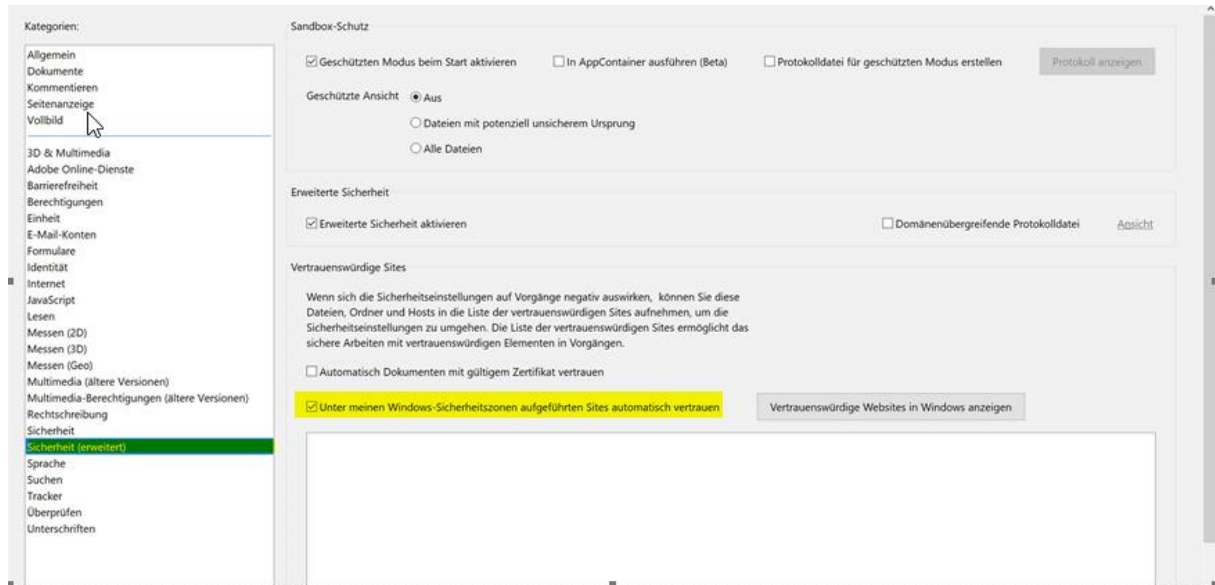 Kategorien:
Allgemein
Dokumente
Kommentieren
Seitenanzeige
Vollbild
3D & Multimedia
Adobe Online-Dienste
Barrierefreiheit
Berechtigungen
Einheit
E-Mail-Konten
Formulare
Identität
Internet
JavaScript
Lesen
Messen (2D)
Messen (3D)
Messen (Geo)
Multimedia (ältere Versionen)
Multimedia-Berechtigungen (ältere Versionen)
Rechtschreibung
Sicherheit
Sicherheit (erweitert)
Sprache
Suchen
Tracker
Überprüfen
Unterschriften
Sandbox-Schutz
Geschützten Modus beim Start aktivieren In AppContainer ausführen (Beta) Protokolldatei für geschützten Modus erstellen Protokoll anzeigen
Geschützte Ansicht Aus
Dateien mit potenziell unsicherem Ursprung
Alle Dateien
Erweiterte Sicherheit
Erweiterte Sicherheit aktivieren Domänenübergreifende Protokolldatei Ansicht
Vertrauenswürdige Sites
Wenn sich die Sicherheitseinstellungen auf Vorgänge negativ auswirken, können Sie diese
Dateien, Ordner und Hosts in die Liste der vertrauenswürdigen Sites aufnehmen, um die
Sicherheitseinstellungen zu umgehen. Die Liste der vertrauenswürdigen Sites ermöglicht das
sichere Arbeiten mit vertrauenswürdigen Elementen in Vorgängen.
Automatisch Dokumenten mit gültigem Zertifikat vertrauen
Unter meinen Windows-Sicherheitszonen aufgeführten Sites automatisch vertrauen Vertrauenswürdige Websites in Windows anzeigen